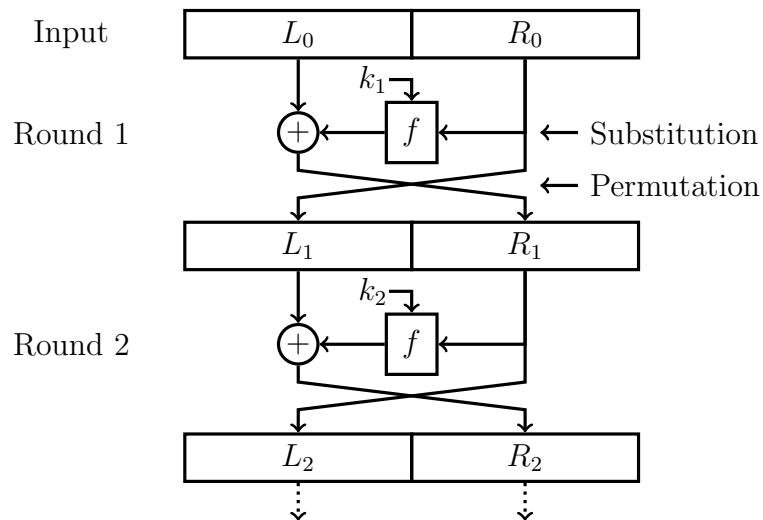 Input L₀ R₀
k₁
Round 1 + f Substitution
Permutation
L₁ R₁
k₂
Round 2 + f
L₂ R₂